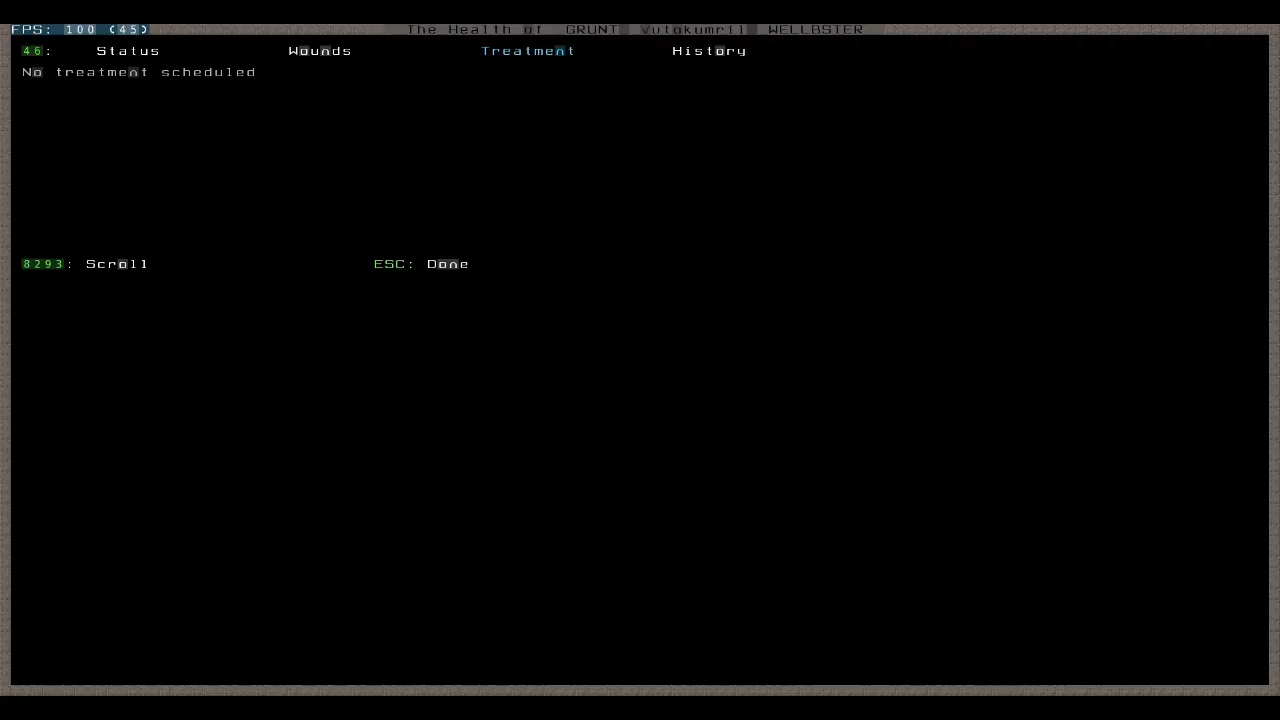 FPS: 100 (45) The Health of GRUNT Vutokumril WELLBSTER
46: Status Wounds Treatment History
No treatment scheduled
8293: Scroll ESC: Done